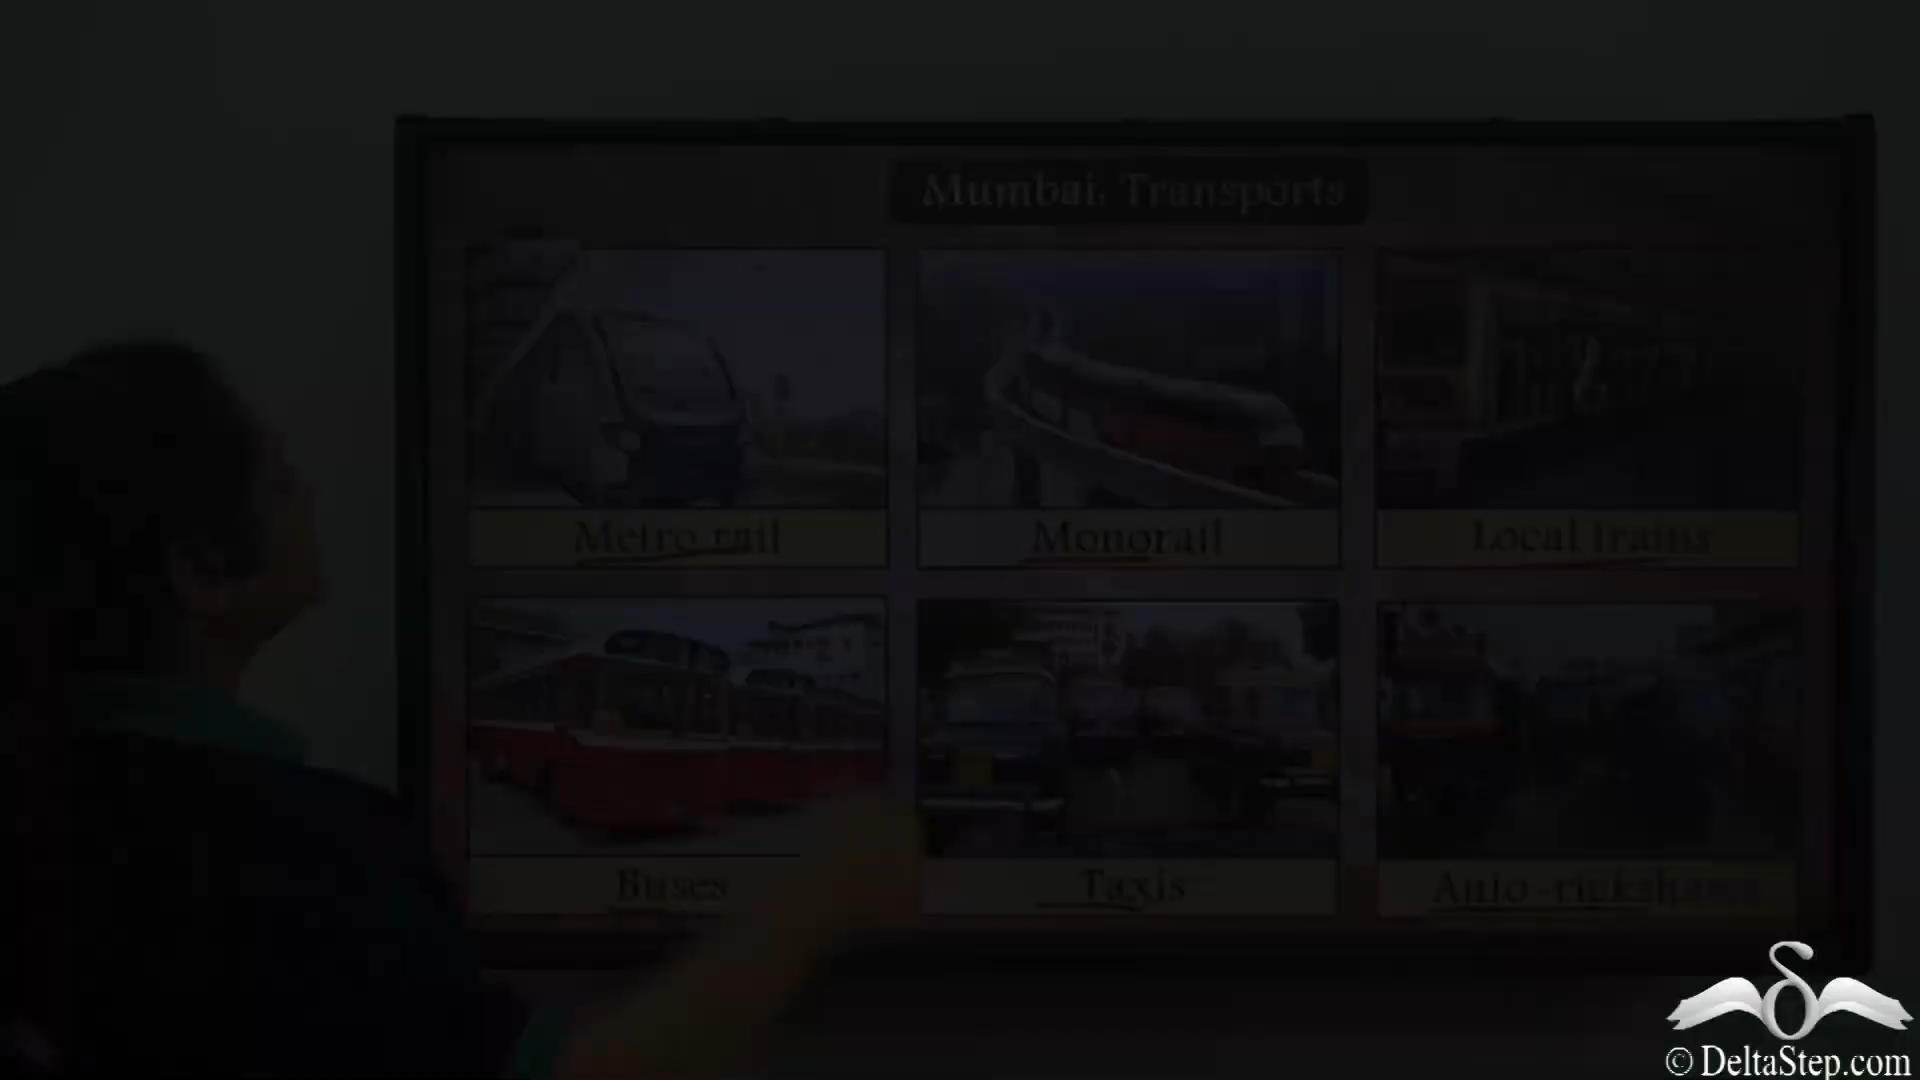 Mumbai: Transports
Metro rail
Monorail
Local trains
Buses
Taxis
Auto-rickshaws
© DeltaStep.com